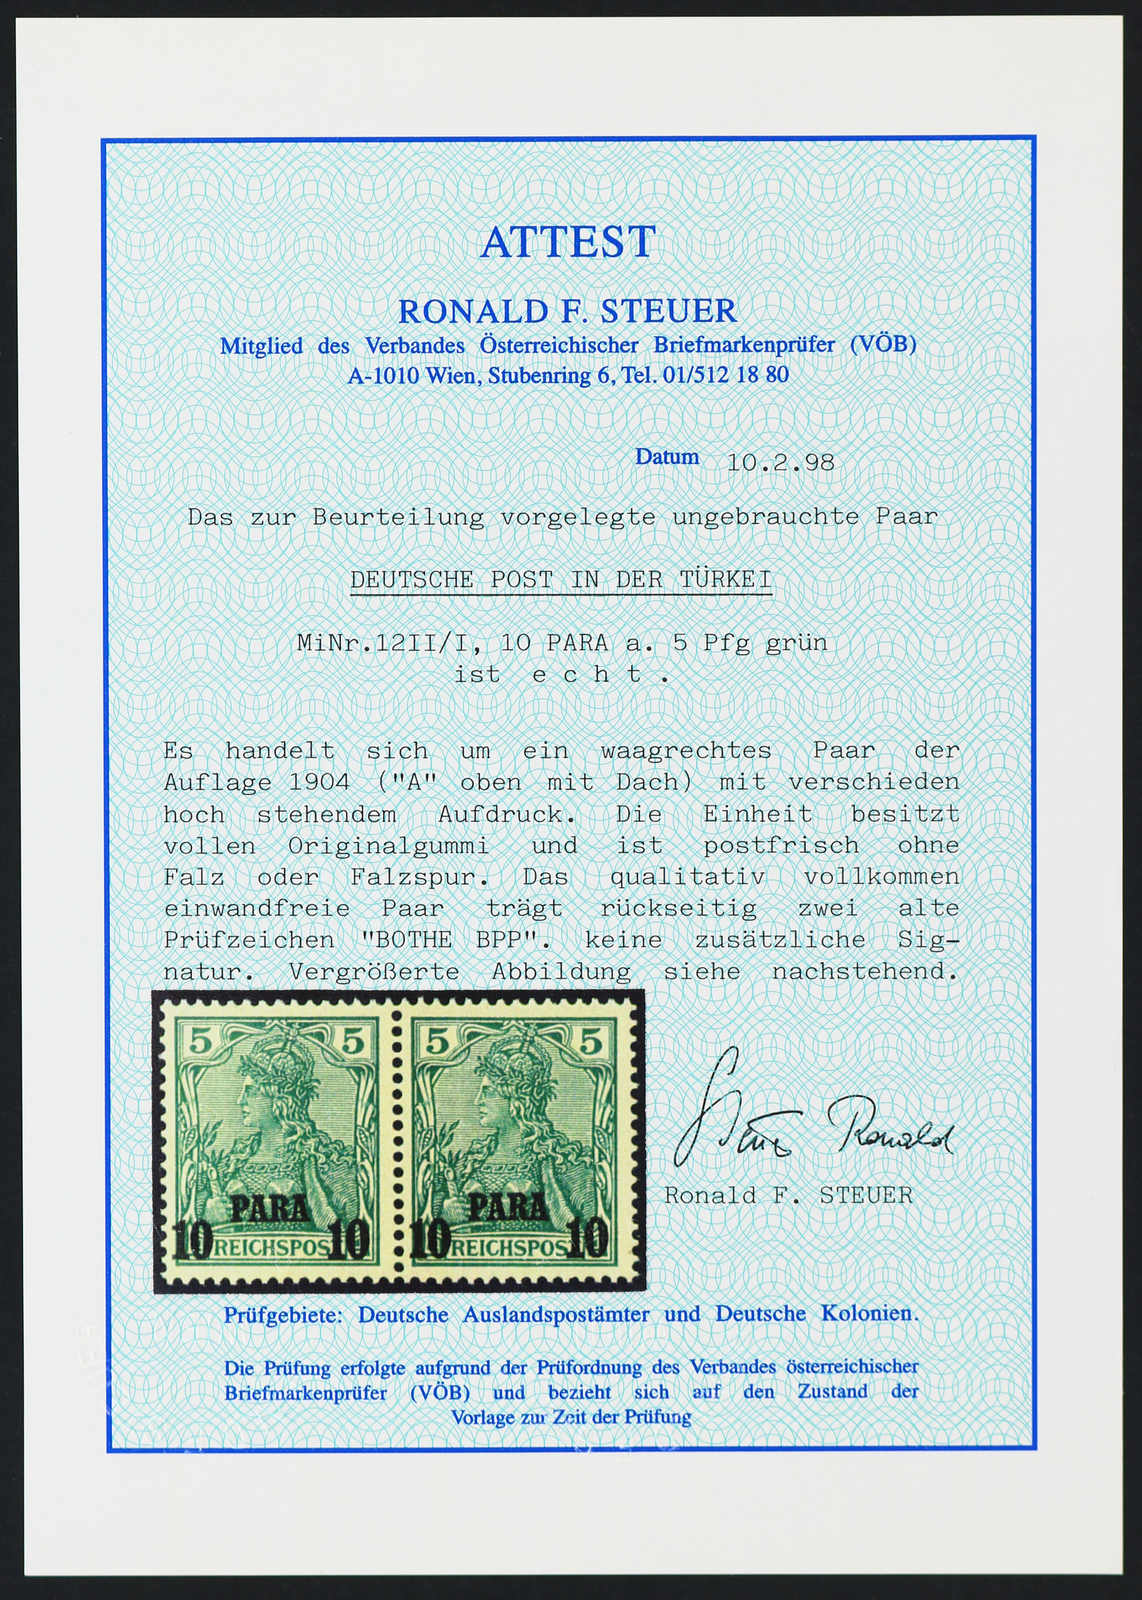 ATTEST
RONALD F. STEUER
Mitglied des Verbandes Österreichischer Briefmarkenprüfer (VÖB)
A-1010 Wien, Stubenring 6, Tel. 01/512 18 80
Datum 10.2.98
Das zur Beurteilung vorgelegte ungebrauchte Paar
DEUTSCHE POST IN DER TÜRKEI
MiNr.12II/I, 10 PARA a. 5 Pfg grün
ist e c h t .
Es handelt sich um ein waagrechtes Paar der
Auflage 1904 ("A" oben mit Dach) mit verschieden
hoch stehendem Aufdruck. Die Einheit besitzt
vollen Originalgummi und ist postfrisch ohne
Falz oder Falzspur. Das qualitativ vollkommen
einwandfreie Paar trägt rückseitig zwei alte
Prüfzeichen "BOTHE BPP". keine zusätzliche Sig-
natur. Vergrößerte Abbildung siehe nachstehend.
5 5 5 5
PARA PARA
10 10 10 10
REICHSPOS REICHSPOS
Steuer Ronald
Ronald F. STEUER
Prüfgebiete: Deutsche Auslandspostämter und Deutsche Kolonien.
Die Prüfung erfolgte aufgrund der Prüfordnung des Verbandes österreichischer
Briefmarkenprüfer (VÖB) und bezieht sich auf den Zustand der
Vorlage zur Zeit der Prüfung